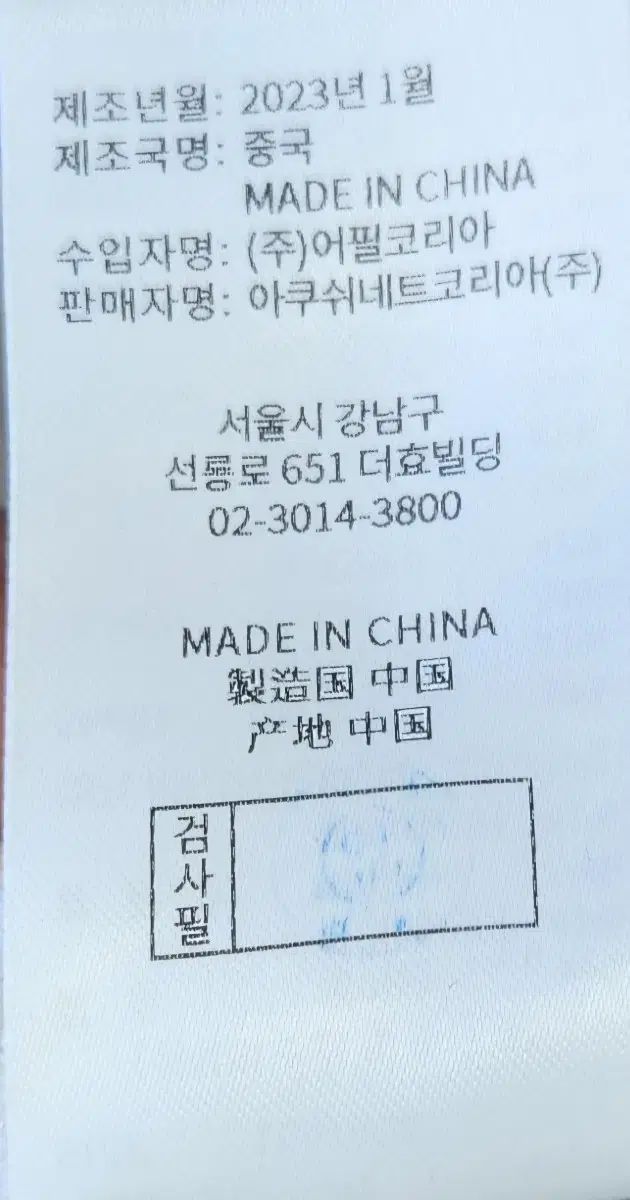 제조년월: 2023년 1월
제조국명: 중국
MADE IN CHINA
수입자명: (주)어필코리아
판매자명: 아쿠쉬네트코리아(주)
서울시 강남구
선릉로 651 더효빌딩
02-3014-3800
MADE IN CHINA
製造国 中国
产地 中国
검사필